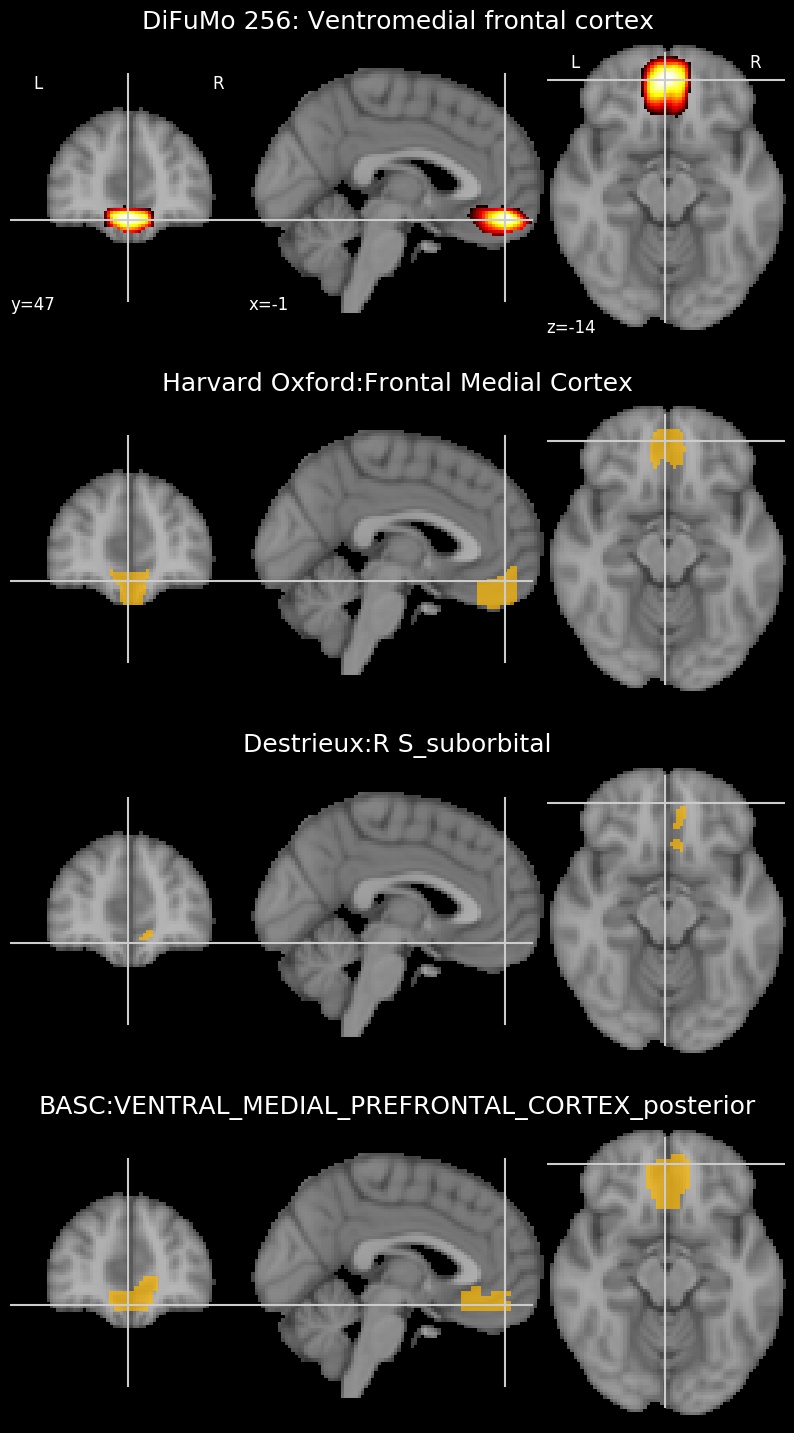 DiFuMo 256: Ventromedial frontal cortex
L R
L R
y=47
x=-1
z=-14
Harvard Oxford:Frontal Medial Cortex
Destrieux:R S_suborbital
BASC:VENTRAL_MEDIAL_PREFRONTAL_CORTEX_posterior